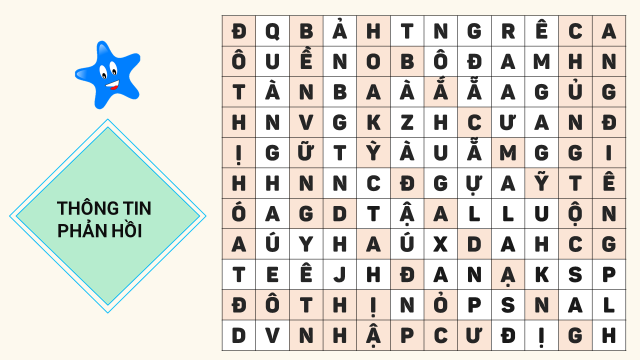 THÔNG TIN
PHẢN HỒI
Đ Q B Ả H T N G R Ê C A
Ô U Ề N O B Ô Đ A M H N
T À N B A À Ắ Ẵ A G Ủ G
H N V G K Z H C Ư A N Đ
Ị G Ữ T Ỳ À U Ẵ M G G I
H H N N C Đ G Ự A Ỹ T Ê
Ó A G D T Ậ A L L U Ộ N
A Ú Y H A Ú X D A H C G
T E Ê J H Đ A N Ạ K S P
Đ Ô T H Ị N Ỏ P S N A L
D V N H Ậ P C Ư Đ Ị G H